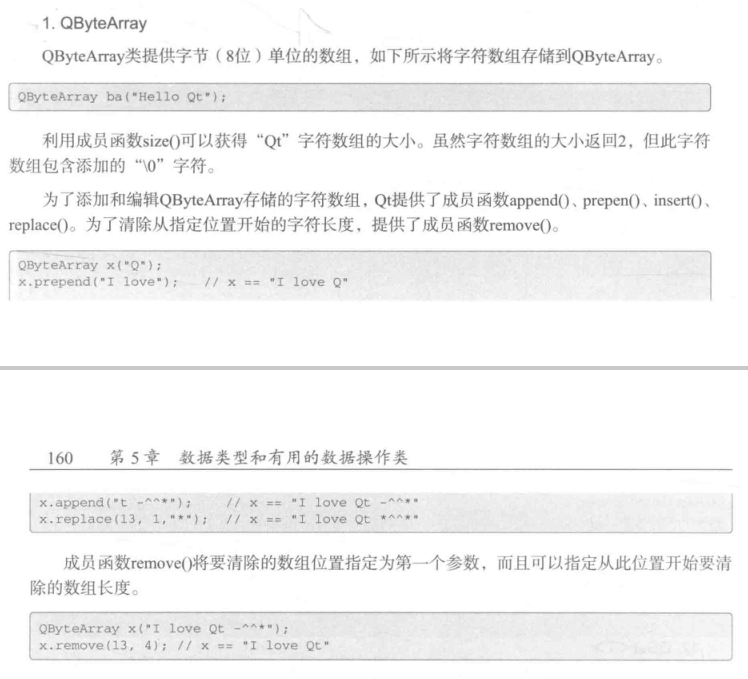 1. QByteArray
QByteArray类提供字节（8位）单位的数组，如下所示将字符数组存储到QByteArray。
QByteArray ba("Hello Qt");
利用成员函数size()可以获得“Qt”字符数组的大小。虽然字符数组的大小返回2，但此字符
数组包含添加的“\0”字符。
为了添加和编辑QByteArray存储的字符数组，Qt提供了成员函数append()、prepen()、insert()、
replace()。为了清除从指定位置开始的字符长度，提供了成员函数remove()。
QByteArray x("Q");
x.prepend("I love"); // x == "I love Q"
160 第 5 章 数据类型和有用的数据操作类
x.append("t -^^*"); // x == "I love Qt -^^*"
x.replace(13, 1,"*"); // x == "I love Qt *^^*"
成员函数remove()将要清除的数组位置指定为第一个参数，而且可以指定从此位置开始要清
除的数组长度。
QByteArray x("I love Qt -^^*");
x.remove(13, 4); // x == "I love Qt"